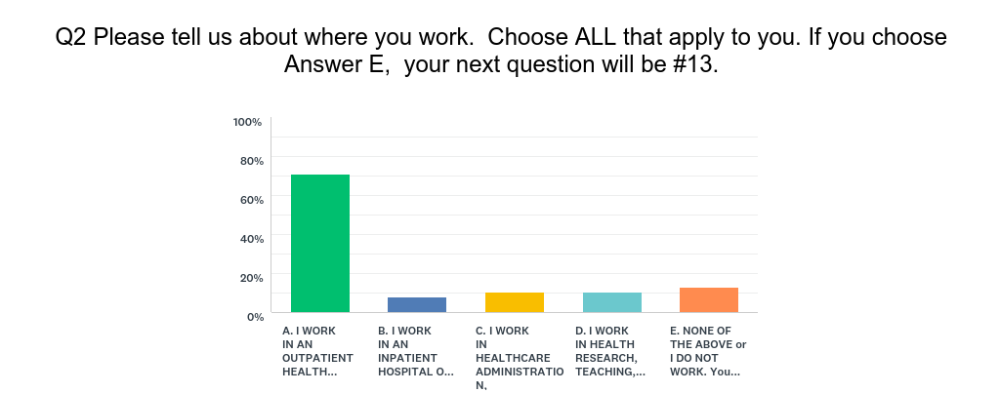 Q2 Please tell us about where you work.  Choose ALL that apply to you. If you choose
Answer E,  your next question will be #13.
100%
80%
60%
40%
20%
0%
A. I WORK
IN AN
OUTPATIENT
HEALTH...
B. I WORK
IN AN
INPATIENT
HOSPITAL O...
C. I WORK
IN
HEALTHCARE
ADMINISTRATIO
N,
D. I WORK
IN HEALTH
RESEARCH,
TEACHING,...
E. NONE OF
THE ABOVE or
I DO NOT
WORK. You...